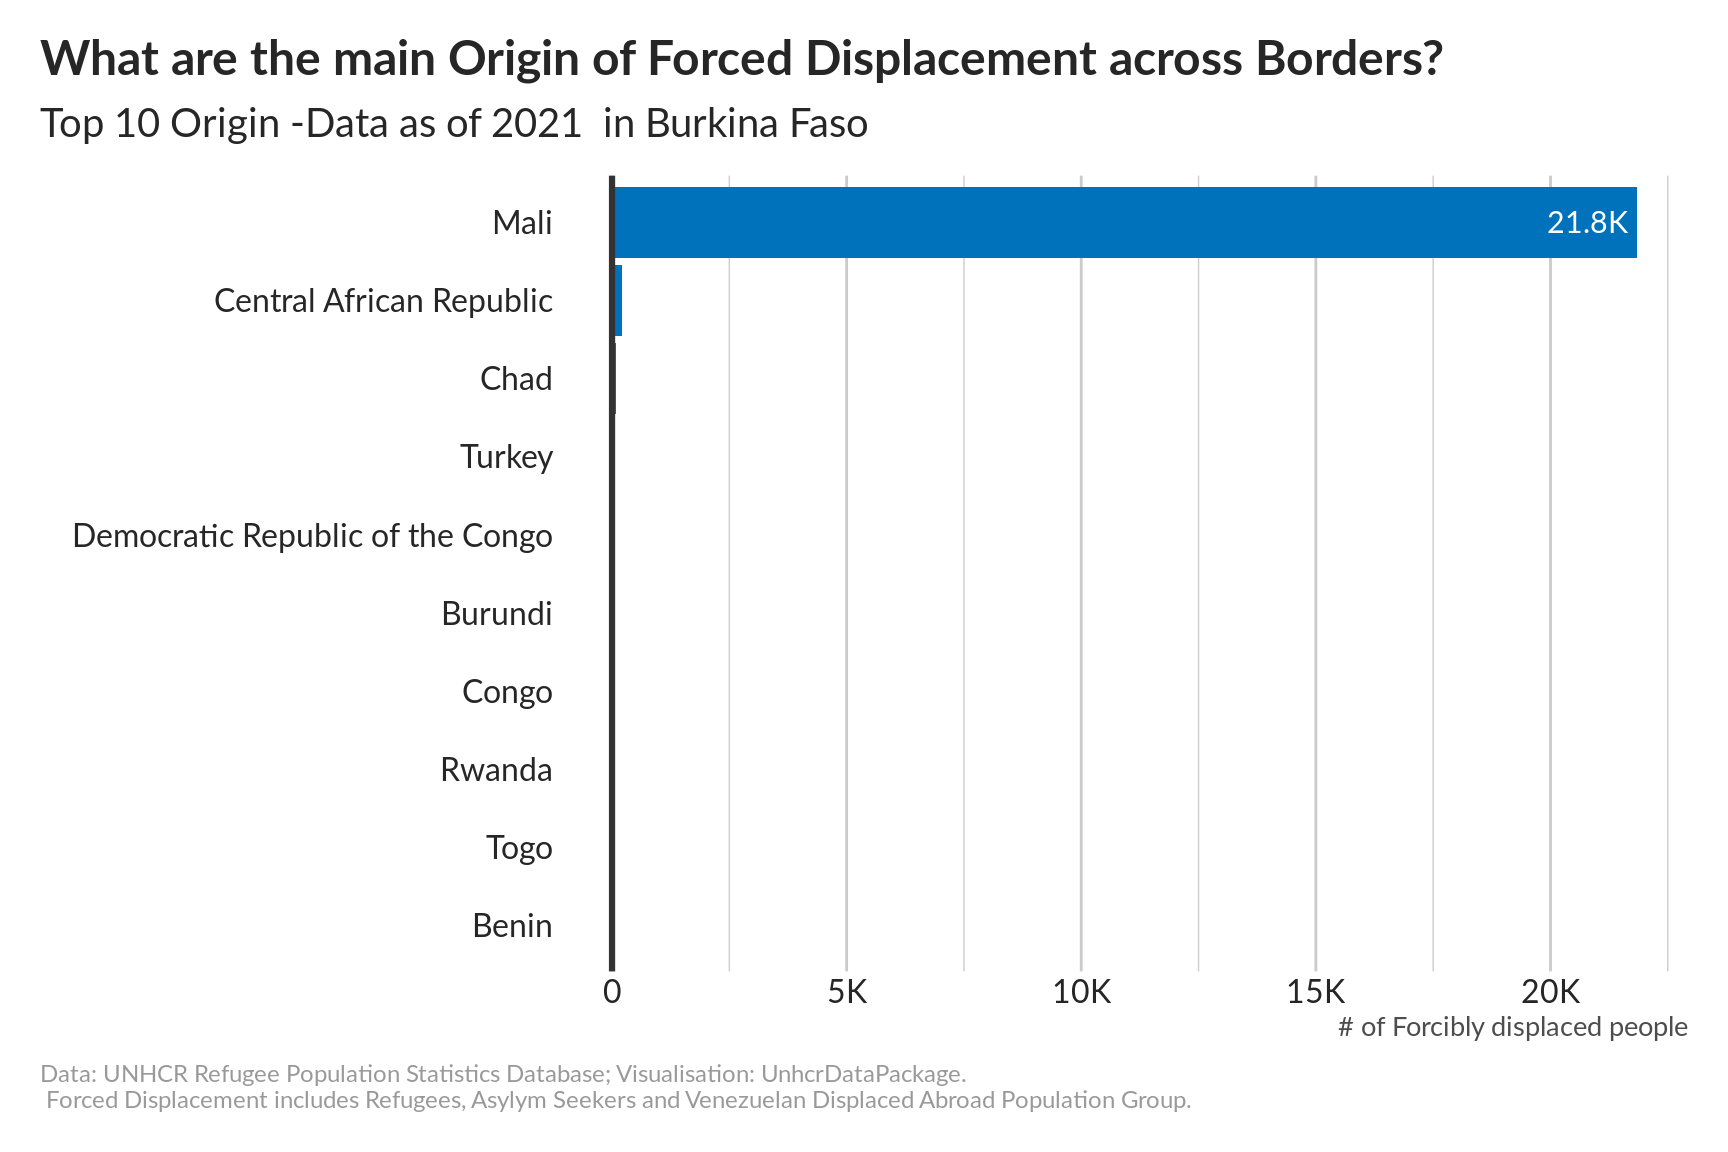 What are the main Origin of Forced Displacement across Borders?
Top 10 Origin -Data as of 2021  in Burkina Faso
Mali
21.8K
Central African Republic
Chad
Turkey
Democratic Republic of the Congo
Burundi
Congo
Rwanda
Togo
Benin
0 5K 10K 15K 20K
# of Forcibly displaced people
Data: UNHCR Refugee Population Statistics Database; Visualisation: UnhcrDataPackage.
Forced Displacement includes Refugees, Asylym Seekers and Venezuelan Displaced Abroad Population Group.